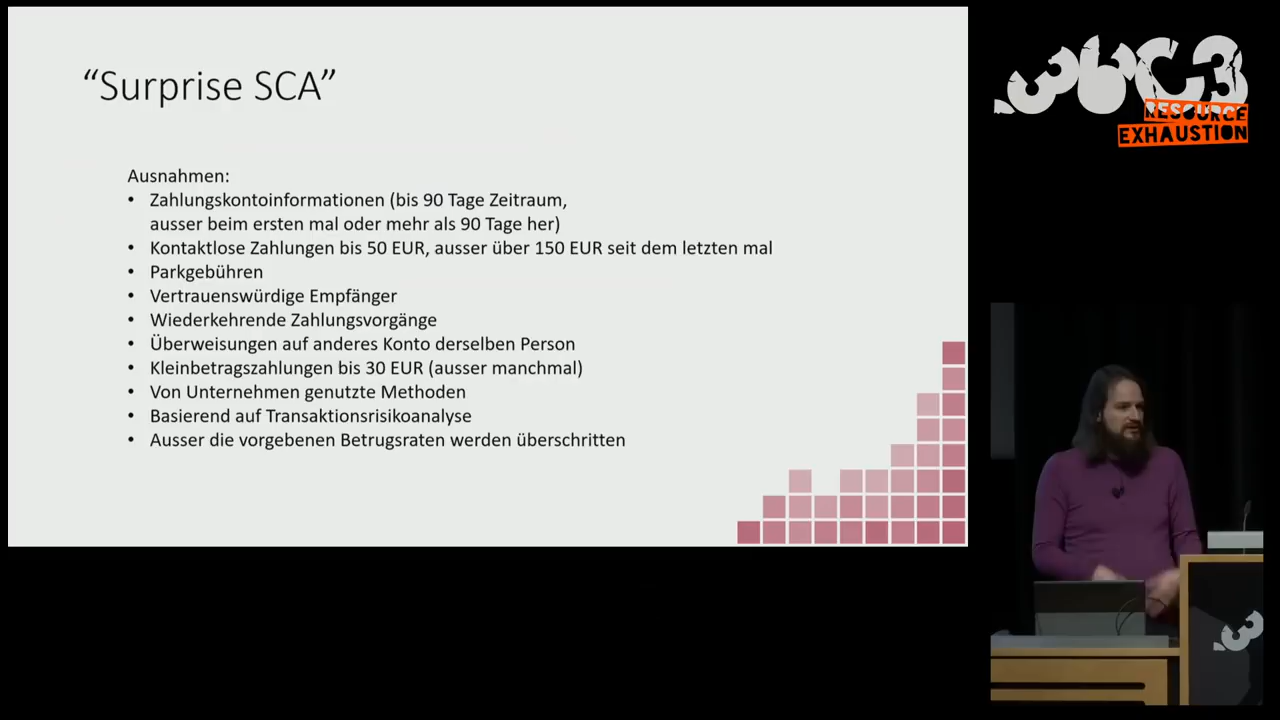 “Surprise SCA”
Ausnahmen:
• Zahlungskontoinformationen (bis 90 Tage Zeitraum,
ausser beim ersten mal oder mehr als 90 Tage her)
• Kontaktlose Zahlungen bis 50 EUR, ausser über 150 EUR seit dem letzten mal
• Parkgebühren
• Vertrauenswürdige Empfänger
• Wiederkehrende Zahlungsvorgänge
• Überweisungen auf anderes Konto derselben Person
• Kleinbetragszahlungen bis 30 EUR (ausser manchmal)
• Von Unternehmen genutzte Methoden
• Basierend auf Transaktionsrisikoanalyse
• Ausser die vorgebenen Betrugsraten werden überschritten
36C3
RESOURCE
EXHAUSTION